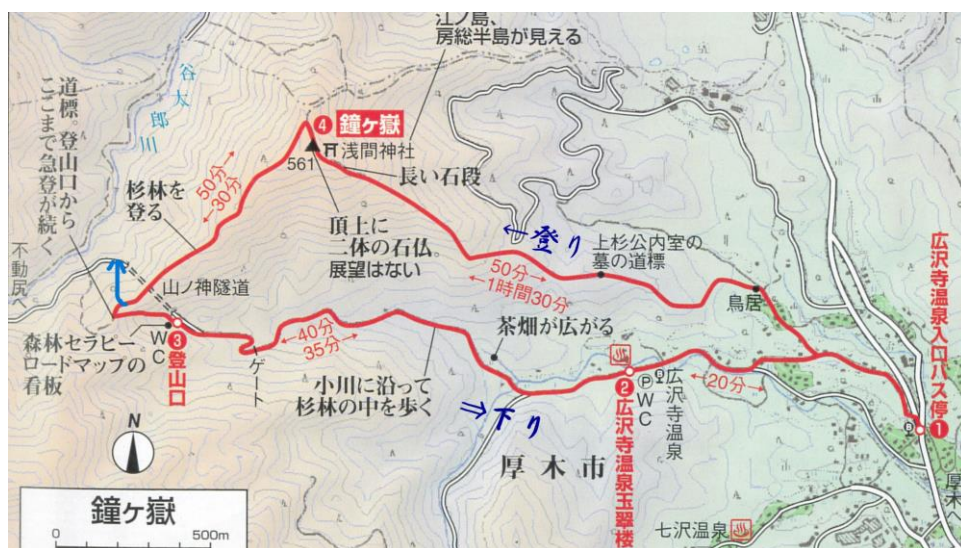 江ノ島、
房総半島が見える
谷太郎川
道標。登山口から
ここまで急登が続く
④ 鐘ヶ嶽
561
浅間神社
長い石段
50分→
←30分
杉林を
登る
頂上に
二体の石仏。
展望はない
← 登り
上杉公内室の
墓の道標
50分→
←1時間30分
鳥居
広沢寺温泉入口バス停①
不動尻へ
山ノ神隧道
森林セラピー
ロードマップの
看板
WC
③登山口
ゲート
←40分
35分→
茶畑が広がる
小川に沿って
杉林の中を歩く
⇒ 下り
②広沢寺温泉玉翠楼
P
WC
広沢寺温泉
←20分→
N
厚木市
厚木へ
七沢温泉
鐘ヶ嶽
0 500m